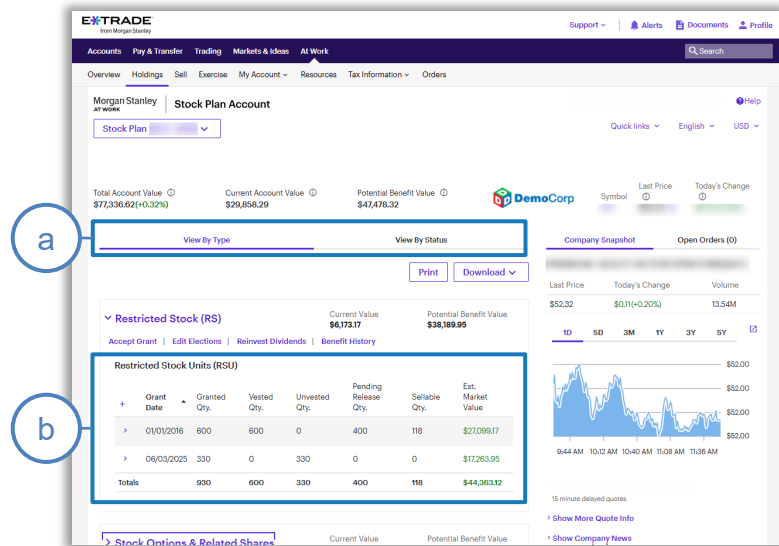 E*TRADE
from Morgan Stanley
Support
Alerts
Documents
Profile
Accounts Pay & Transfer Trading Markets & Ideas At Work
Search
Overview Holdings Sell Exercise My Account Resources Tax Information Orders
Morgan Stanley
AT WORK
Stock Plan Account
Help
Stock Plan
Quick links English USD
Total Account Value Current Account Value Potential Benefit Value
$77,336.62(+0.32%) $29,858.29 $47,478.32
DemoCorp
Symbol Last Price Today's Change
a
View By Type View By Status
Company Snapshot Open Orders (0)
Print Download
Last Price Today's Change Volume
$52.32 $0.11(+0.20%) 13.54M
Restricted Stock (RS)
Current Value Potential Benefit Value
$6,173.17 $38,189.95
Accept Grant | Edit Elections | Reinvest Dividends | Benefit History
1D 5D 3M 1Y 3Y 5Y
b
Restricted Stock Units (RSU)
+ Grant Date Granted Qty. Vested Qty. Unvested Qty. Pending Release Qty. Sellable Qty. Est. Market Value
01/01/2016 600 600 0 400 118 $27,099.17
06/03/2025 330 0 330 0 0 $17,263.95
Totals 930 600 330 400 118 $44,363.12
$52.00
$52.00
$52.00
$52.00
9:44 AM 10:12 AM 10:40 AM 11:08 AM 11:36 AM
15 minute delayed quotes
Show More Quote Info
Show Company News
Stock Options & Related Shares
Current Value Potential Benefit Value